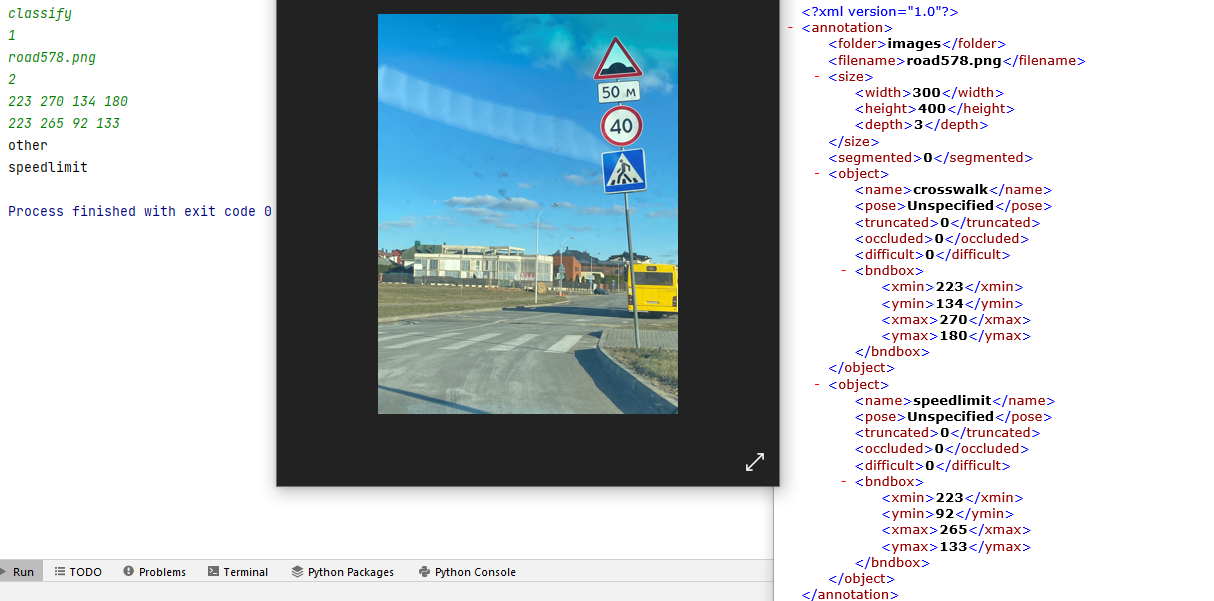 classify
1
road578.png
2
223 270 134 180
223 265 92 133
other
speedlimit
Process finished with exit code 0
50 м
40
Run
TODO
Problems
Terminal
Python Packages
Python Console
<?xml version="1.0"?>
- <annotation>
<folder>images</folder>
<filename>road578.png</filename>
- <size>
<width>300</width>
<height>400</height>
<depth>3</depth>
</size>
<segmented>0</segmented>
- <object>
<name>crosswalk</name>
<pose>Unspecified</pose>
<truncated>0</truncated>
<occluded>0</occluded>
<difficult>0</difficult>
- <bndbox>
<xmin>223</xmin>
<ymin>134</ymin>
<xmax>270</xmax>
<ymax>180</ymax>
</bndbox>
</object>
- <object>
<name>speedlimit</name>
<pose>Unspecified</pose>
<truncated>0</truncated>
<occluded>0</occluded>
<difficult>0</difficult>
- <bndbox>
<xmin>223</xmin>
<ymin>92</ymin>
<xmax>265</xmax>
<ymax>133</ymax>
</bndbox>
</object>
</annotation>